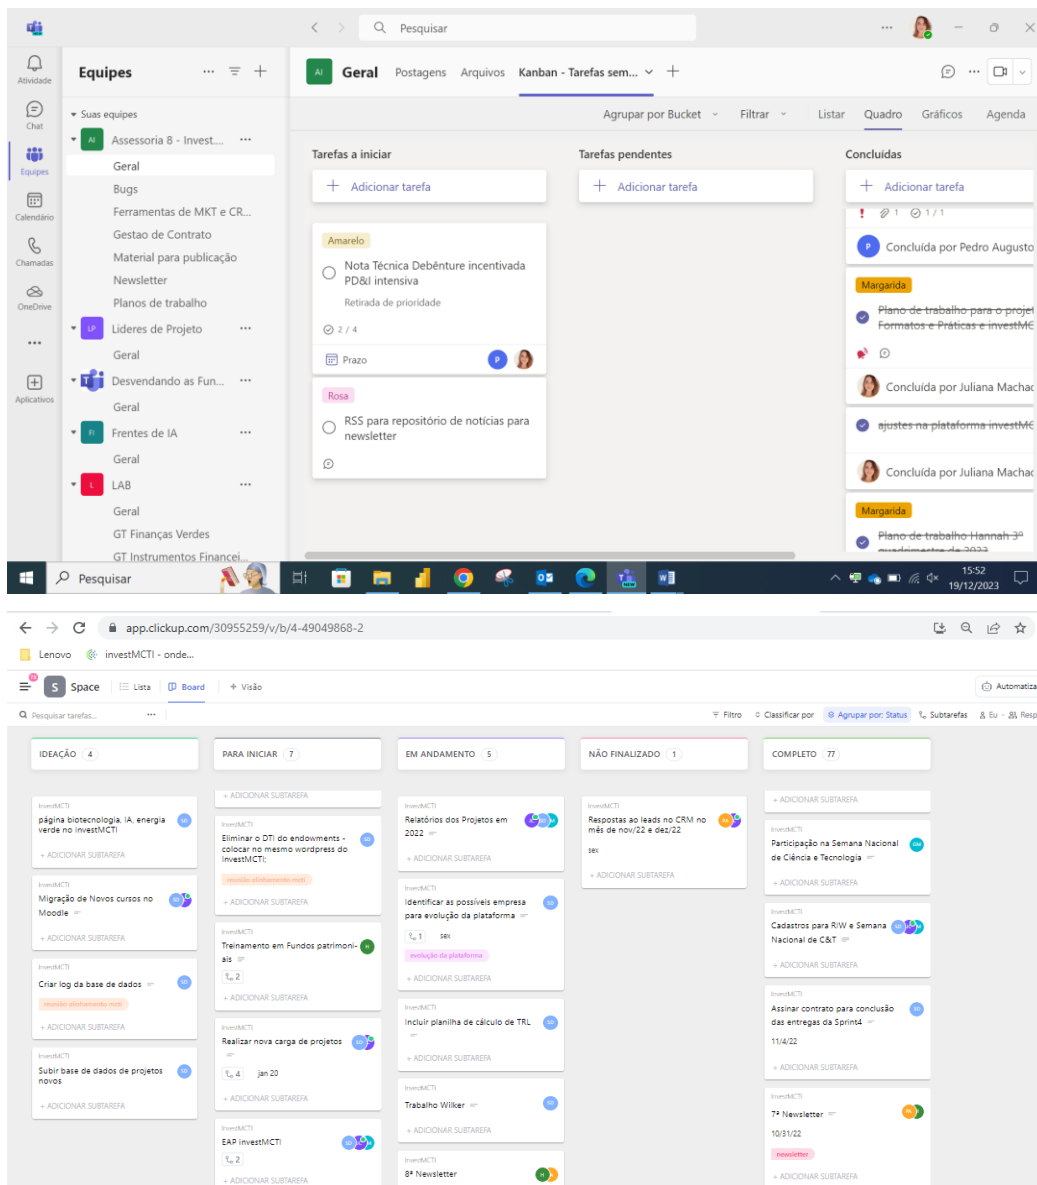 Pesquisar
Atividade
Chat
Equipes
Calendário
Chamadas
OneDrive
Aplicativos
Equipes
Suas equipes
AI Assessoria 8 - Invest...
Geral
Bugs
Ferramentas de MKT e CR...
Gestao de Contrato
Material para publicação
Newsletter
Planos de trabalho
LP Lideres de Projeto
Geral
Desvendando as Fun...
Geral
FI Frentes de IA
Geral
L LAB
Geral
GT Finanças Verdes
GT Instrumentos Financei...
AI Geral Postagens Arquivos Kanban - Tarefas sem...
Agrupar por Bucket Filtrar Listar Quadro Gráficos Agenda
Tarefas a iniciar
+ Adicionar tarefa
Amarelo
Nota Técnica Debênture incentivada
PD&I intensiva
Retirada de prioridade
2 / 4
Prazo P
Rosa
RSS para repositório de notícias para
newsletter
Tarefas pendentes
+ Adicionar tarefa
Concluídas
+ Adicionar tarefa
! 1 1 / 1
P Concluída por Pedro Augusto
Margarida
Plano de trabalho para o projet
Formatos e Práticas e investMC
Concluída por Juliana Machad
ajustes na plataforma investMC
Concluída por Juliana Machad
Margarida
Plano de trabalho Hannah 3º
quadrimestre de 2023
Pesquisar
15:52
19/12/2023
app.clickup.com/30955259/v/b/4-49049868-2
Lenovo investMCTI - onde...
S Space Lista Board + Visão Automatiza
Pesquisar tarefas... Filtro Classificar por Agrupar por: Status Subtarefas Eu Resp
IDEAÇÃO 4
InvestMCTI
página biotecnologia, IA, energia
verde no InvestMCTI
+ ADICIONAR SUBTAREFA
InvestMCTI
Migração de Novos cursos no
Moodle
+ ADICIONAR SUBTAREFA
InvestMCTI
Criar log da base de dados
reunião alinhamento mcti
+ ADICIONAR SUBTAREFA
InvestMCTI
Subir base de dados de projetos
novos
+ ADICIONAR SUBTAREFA
PARA INICIAR 7
+ ADICIONAR SUBTAREFA
InvestMCTI
Eliminar o DTI do endowments -
colocar no mesmo wordpress do
InvestMCTI;
reunião alinhamento mcti
+ ADICIONAR SUBTAREFA
InvestMCTI
Treinamento em Fundos patrimoni-
ais
2
+ ADICIONAR SUBTAREFA
InvestMCTI
Realizar nova carga de projetos
4 jan 20
+ ADICIONAR SUBTAREFA
InvestMCTI
EAP investMCTI
2
+ ADICIONAR SUBTAREFA
EM ANDAMENTO 5
InvestMCTI
Relatórios dos Projetos em
2022
+ ADICIONAR SUBTAREFA
InvestMCTI
Identificar as possíveis empresa
para evolução da plataforma
1 sex
evolução da plataforma
+ ADICIONAR SUBTAREFA
InvestMCTI
Incluir planilha de cálculo de TRL
+ ADICIONAR SUBTAREFA
InvestMCTI
Trabalho Wilker
+ ADICIONAR SUBTAREFA
InvestMCTI
8ª Newsletter
NÃO FINALIZADO 1
InvestMCTI
Respostas ao leads no CRM no
mês de nov/22 e dez/22
sex
+ ADICIONAR SUBTAREFA
COMPLETO 77
+ ADICIONAR SUBTAREFA
InvestMCTI
Participação na Semana Nacional
de Ciência e Tecnologia
+ ADICIONAR SUBTAREFA
InvestMCTI
Cadastros para RIW e Semana
Nacional de C&T
+ ADICIONAR SUBTAREFA
InvestMCTI
Assinar contrato para conclusão
das entregas da Sprint4
11/4/22
+ ADICIONAR SUBTAREFA
InvestMCTI
7ª Newsletter
10/31/22
newsletter
+ ADICIONAR SUBTAREFA